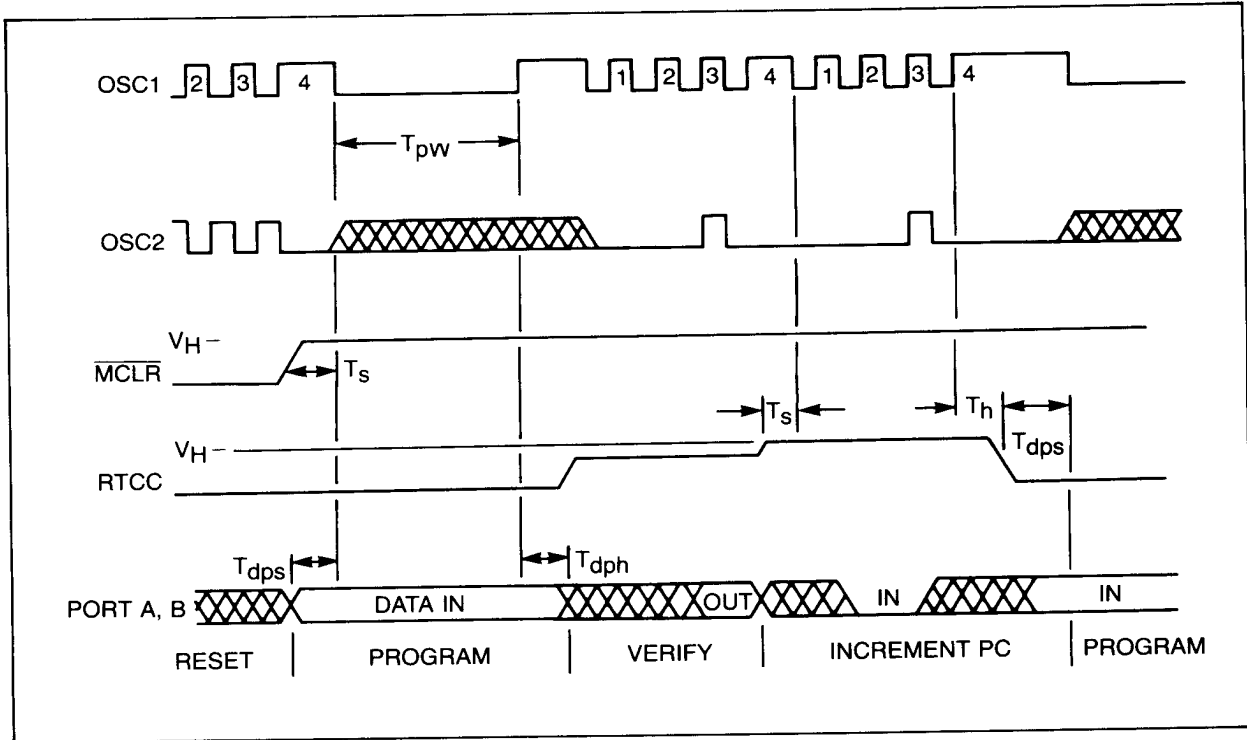 OSC1 2 3 4 1 2 3 4 1 2 3 4
Tpw
OSC2
VH
MCLR
Ts
Ts Th
Tdps
VH
RTCC
Tdps Tdph
PORT A, B DATA IN OUT IN IN
RESET PROGRAM VERIFY INCREMENT PC PROGRAM